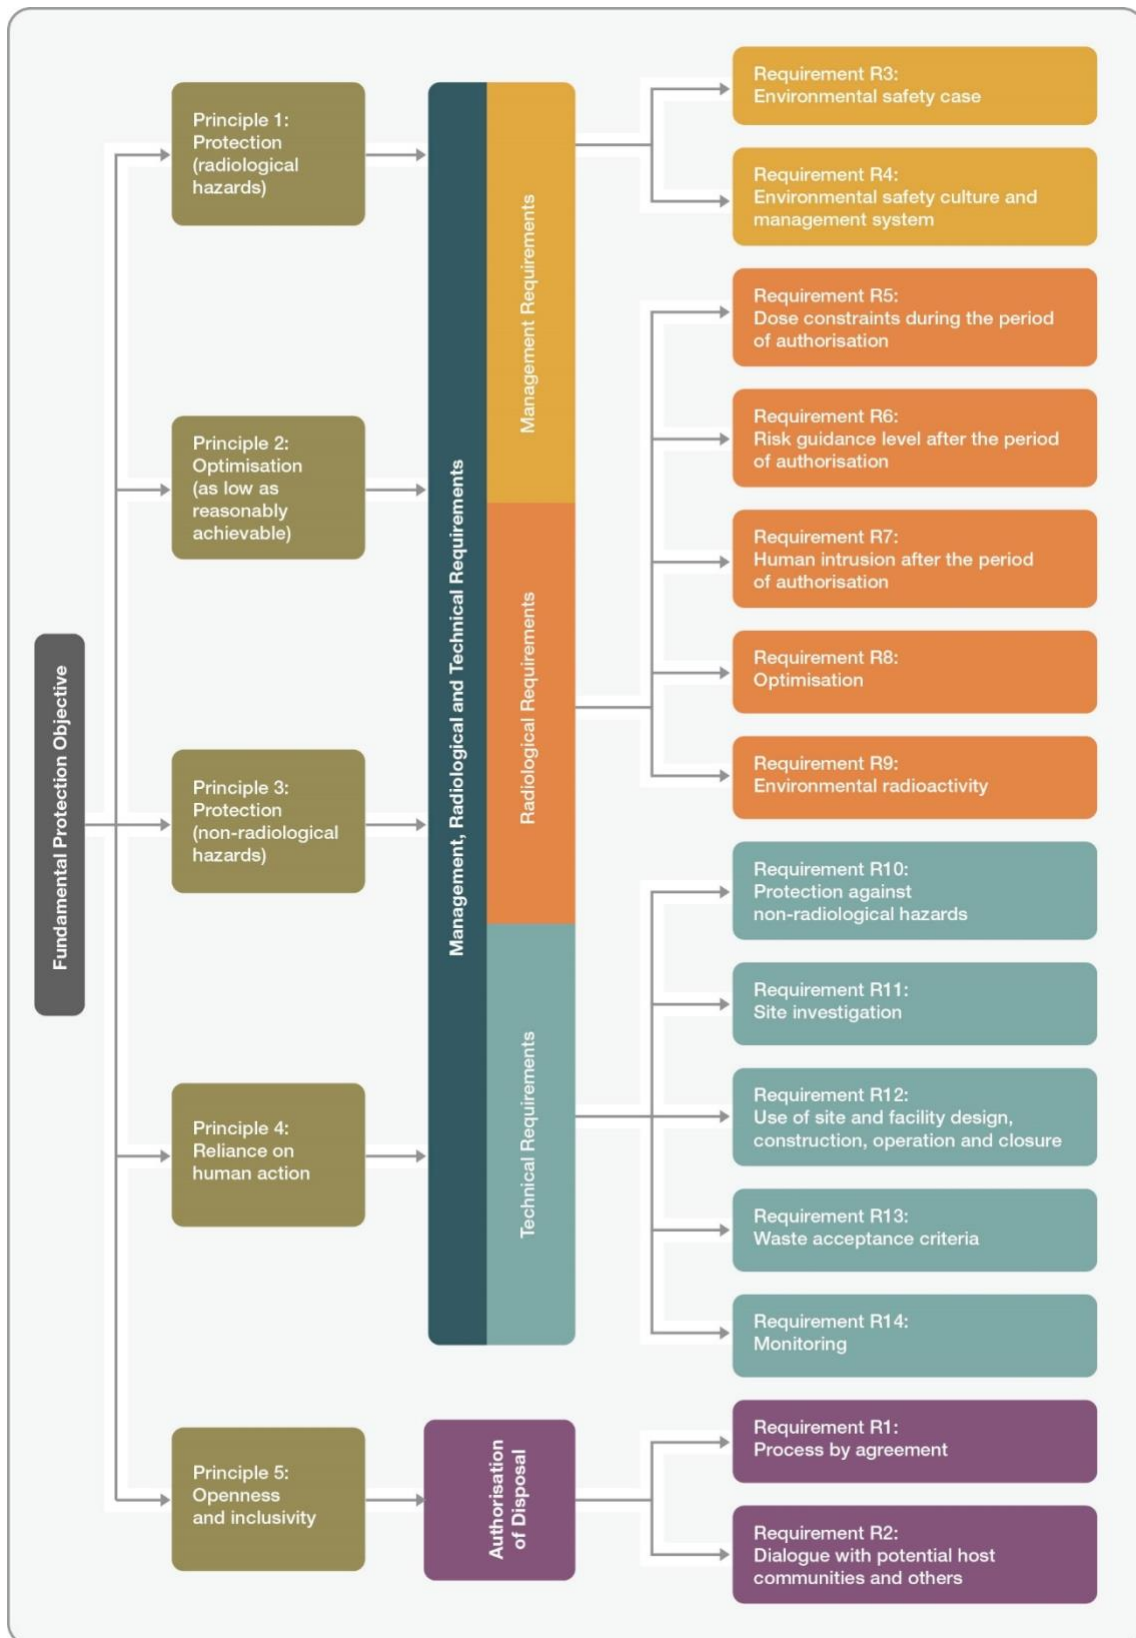 Fundamental Protection Objective
Principle 1:
Protection
(radiological
hazards)
Principle 2:
Optimisation
(as low as
reasonably
achievable)
Principle 3:
Protection
(non-radiological
hazards)
Principle 4:
Reliance on
human action
Principle 5:
Openness
and inclusivity
Management, Radiological and Technical Requirements
Management Requirements
Radiological Requirements
Technical Requirements
Authorisation
of Disposal
Requirement R3:
Environmental safety case
Requirement R4:
Environmental safety culture and
management system
Requirement R5:
Dose constraints during the period
of authorisation
Requirement R6:
Risk guidance level after the period
of authorisation
Requirement R7:
Human intrusion after the period
of authorisation
Requirement R8:
Optimisation
Requirement R9:
Environmental radioactivity
Requirement R10:
Protection against
non-radiological hazards
Requirement R11:
Site investigation
Requirement R12:
Use of site and facility design,
construction, operation and closure
Requirement R13:
Waste acceptance criteria
Requirement R14:
Monitoring
Requirement R1:
Process by agreement
Requirement R2:
Dialogue with potential host
communities and others